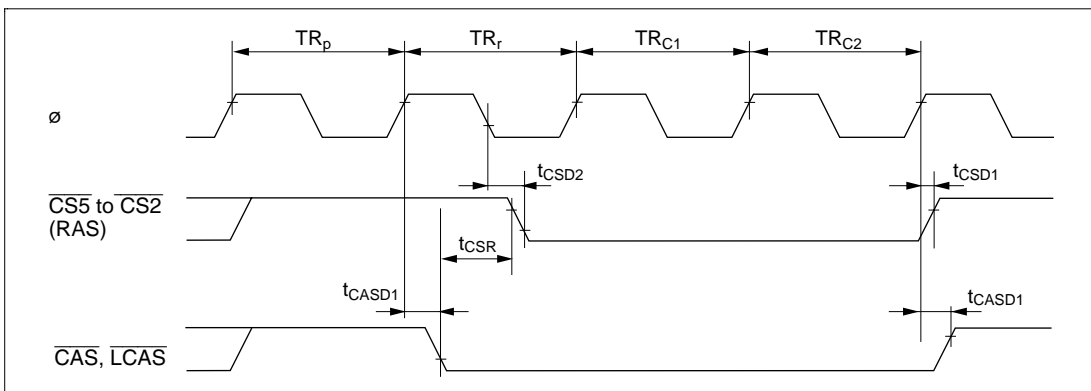 TRp TRr TRC1 TRC2
ø
tCSD2 tCSD1
CS5 to CS2
(RAS)
tCSR
tCASD1 tCASD1
CAS, LCAS